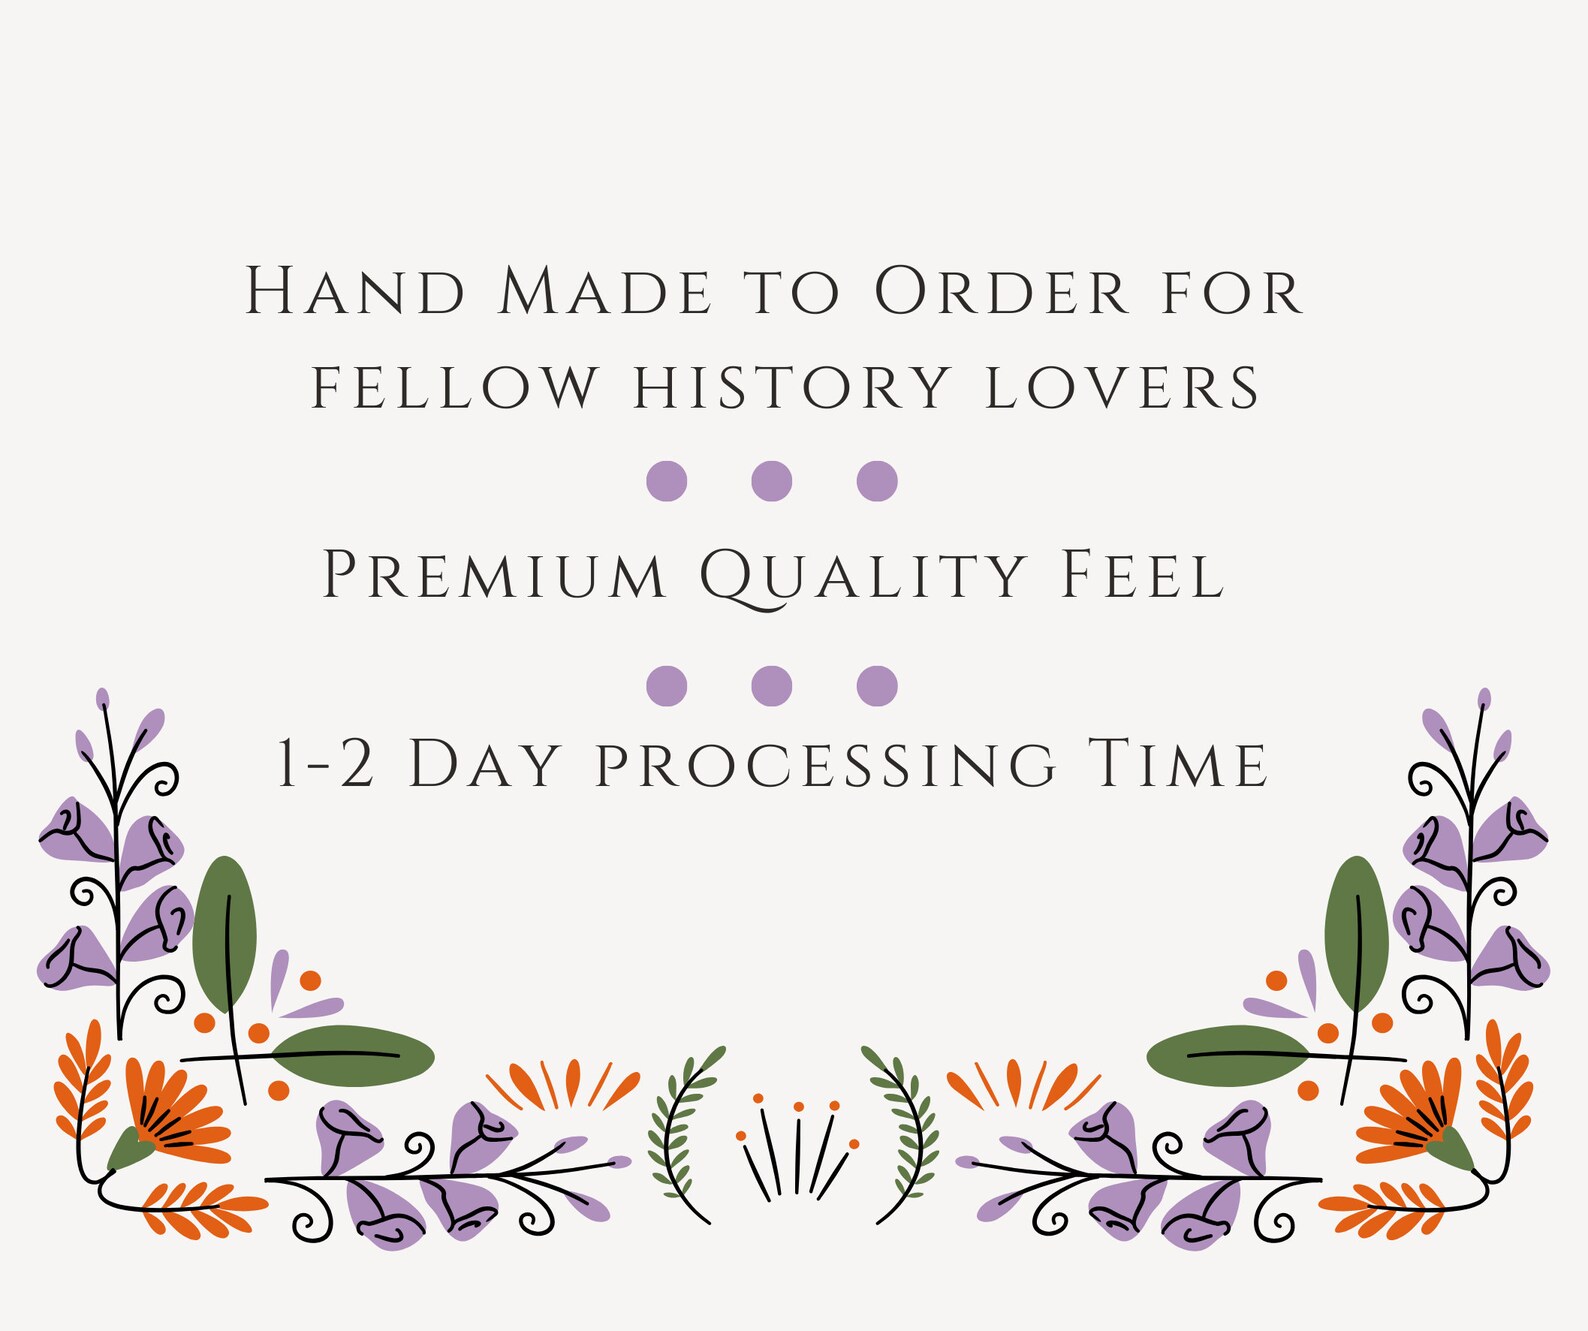 Hand Made to Order for
fellow history lovers
Premium Quality Feel
1-2 Day processing Time